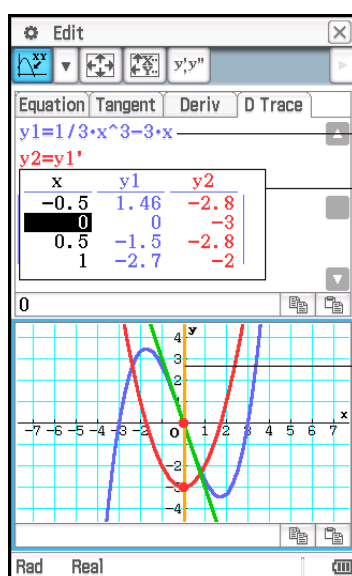 Edit
XY y'y"
Equation Tangent Deriv D Trace
y1=1/3·x^3-3·x
y2=y1'
x y1 y2
-0.5 1.46 -2.8
0 0 -3
0.5 -1.5 -2.8
1 -2.7 -2
0
y
4
3
2
x
-7 -6 -5 -4 -3 -2 O 1 2 3 4 5 6 7
-2
-3
-4
Rad Real